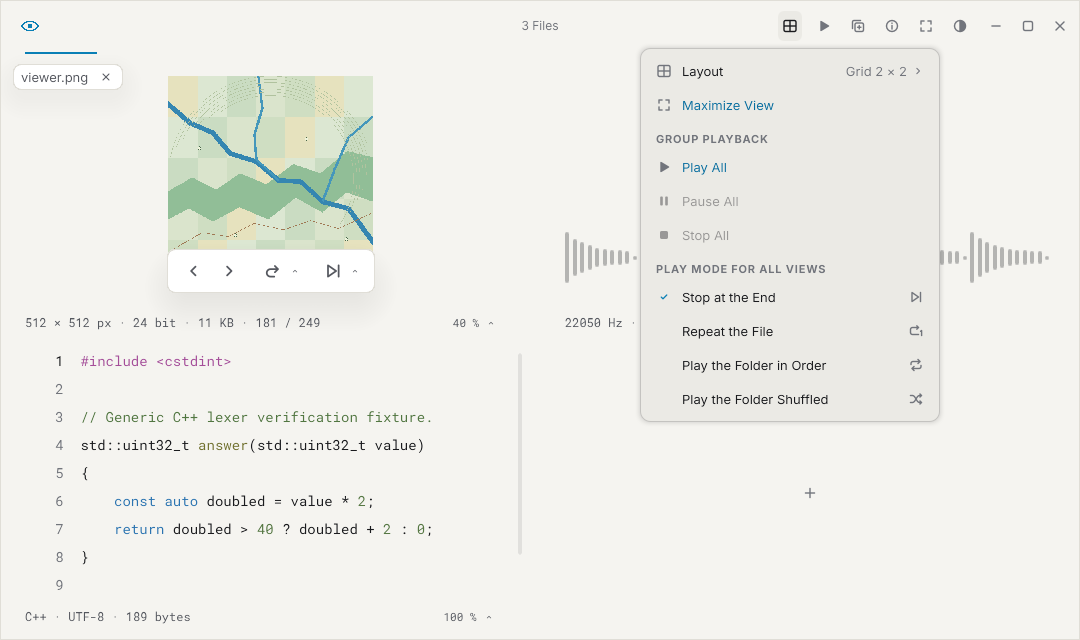 3 Files
viewer.png
Layout Grid 2 × 2
Maximize View
GROUP PLAYBACK
Play All
Pause All
Stop All
PLAY MODE FOR ALL VIEWS
Stop at the End
Repeat the File
Play the Folder in Order
Play the Folder Shuffled
512 × 512 px · 24 bit · 11 KB · 181 / 249 40 %
22050 Hz ·
1 #include <cstdint>
2
3 // Generic C++ lexer verification fixture.
4 std::uint32_t answer(std::uint32_t value)
5 {
6     const auto doubled = value * 2;
7     return doubled > 40 ? doubled + 2 : 0;
8 }
9
C++ · UTF-8 · 189 bytes 100 %